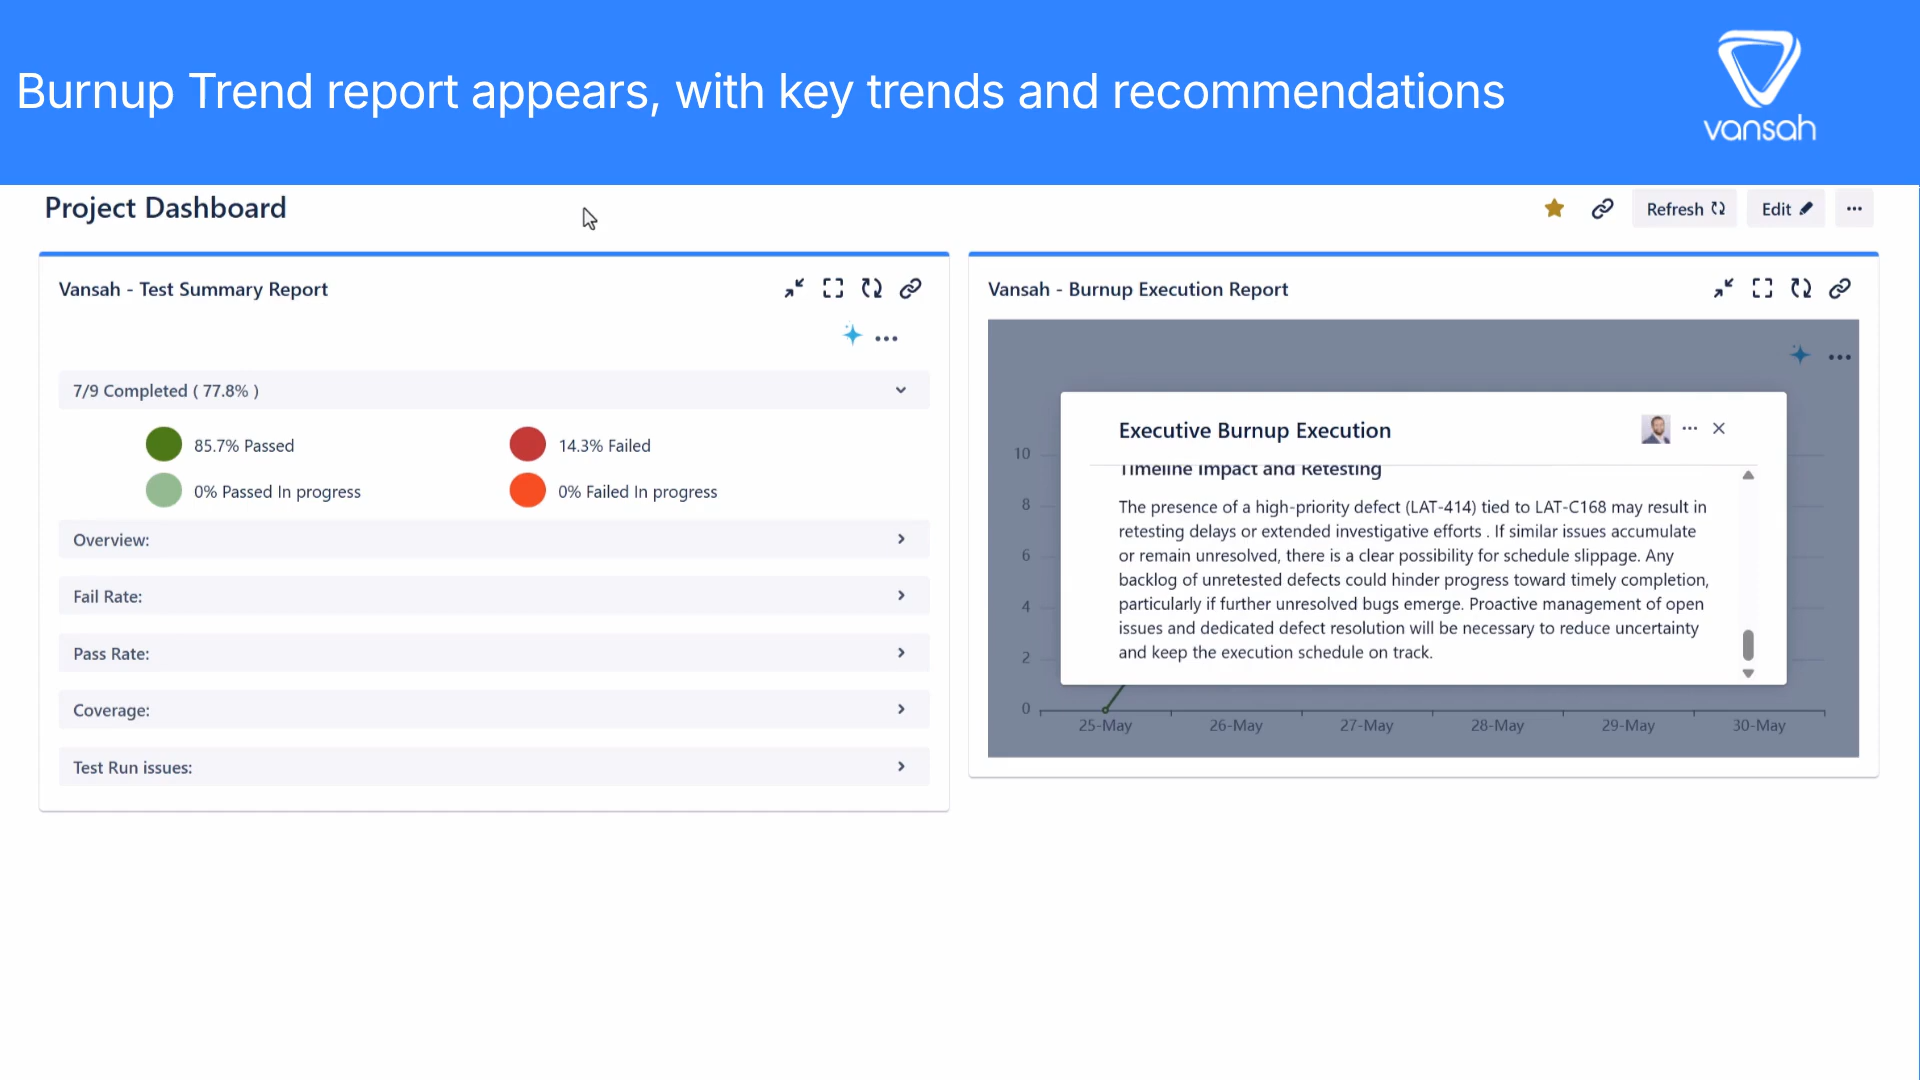 Burnup Trend report appears, with key trends and recommendations
vansah
Project Dashboard
Refresh
Edit
Vansah - Test Summary Report
7/9 Completed ( 77.8% )
85.7% Passed
14.3% Failed
0% Passed In progress
0% Failed In progress
Overview:
Fail Rate:
Pass Rate:
Coverage:
Test Run issues:
Vansah - Burnup Execution Report
Executive Burnup Execution
Timeline Impact and Retesting
The presence of a high-priority defect (LAT-414) tied to LAT-C168 may result in
retesting delays or extended investigative efforts . If similar issues accumulate
or remain unresolved, there is a clear possibility for schedule slippage. Any
backlog of unretested defects could hinder progress toward timely completion,
particularly if further unresolved bugs emerge. Proactive management of open
issues and dedicated defect resolution will be necessary to reduce uncertainty
and keep the execution schedule on track.
10
8
6
4
2
0
25-May
26-May
27-May
28-May
29-May
30-May